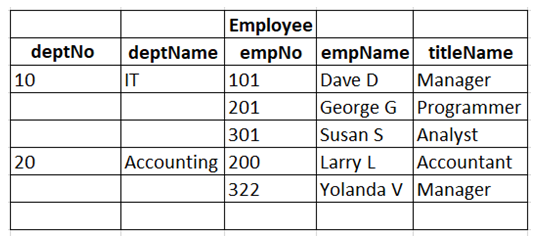 Employee
deptNo deptName empNo empName titleName
10 IT 101 Dave D Manager
201 George G Programmer
301 Susan S Analyst
20 Accounting 200 Larry L Accountant
322 Yolanda V Manager